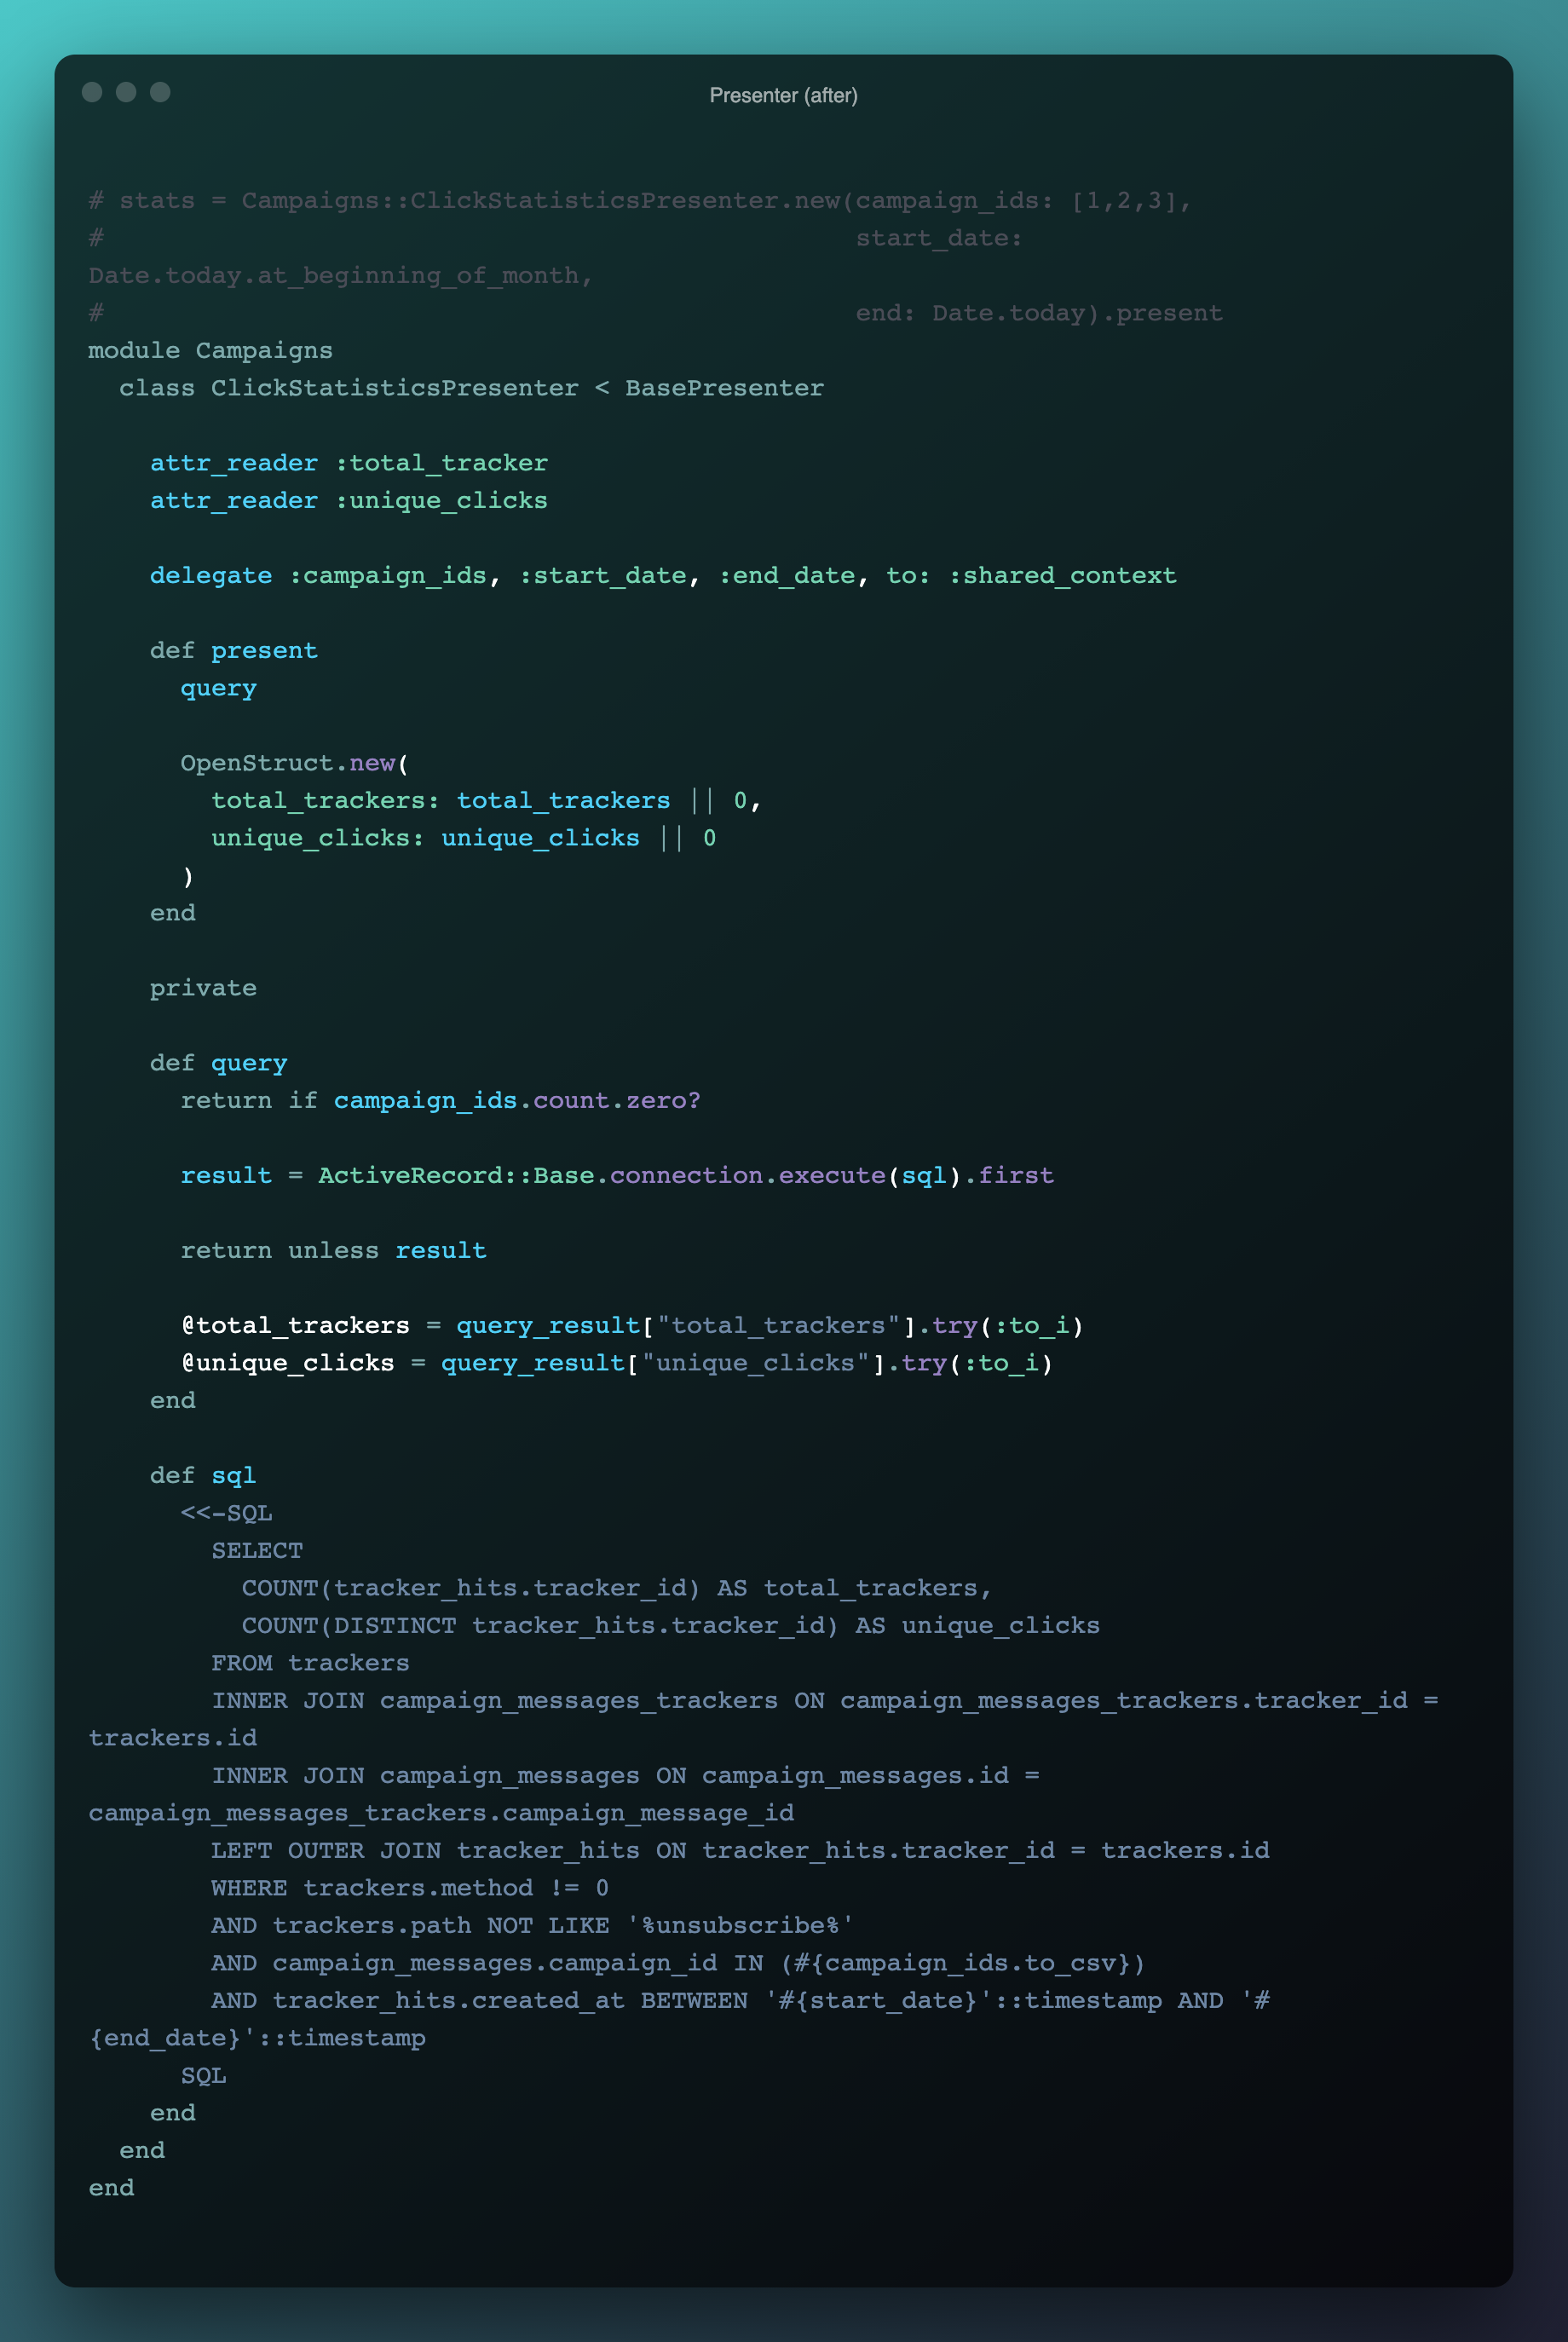 Presenter (after)
# stats = Campaigns::ClickStatisticsPresenter.new(campaign_ids: [1,2,3],
#                                                 start_date:
Date.today.at_beginning_of_month,
#                                                 end: Date.today).present
module Campaigns
  class ClickStatisticsPresenter < BasePresenter

    attr_reader :total_tracker
    attr_reader :unique_clicks

    delegate :campaign_ids, :start_date, :end_date, to: :shared_context

    def present
      query

      OpenStruct.new(
        total_trackers: total_trackers || 0,
        unique_clicks: unique_clicks || 0
      )
    end

    private

    def query
      return if campaign_ids.count.zero?

      result = ActiveRecord::Base.connection.execute(sql).first

      return unless result

      @total_trackers = query_result["total_trackers"].try(:to_i)
      @unique_clicks = query_result["unique_clicks"].try(:to_i)
    end

    def sql
      <<-SQL
        SELECT
          COUNT(tracker_hits.tracker_id) AS total_trackers,
          COUNT(DISTINCT tracker_hits.tracker_id) AS unique_clicks
        FROM trackers
        INNER JOIN campaign_messages_trackers ON campaign_messages_trackers.tracker_id =
trackers.id
        INNER JOIN campaign_messages ON campaign_messages.id =
campaign_messages_trackers.campaign_message_id
        LEFT OUTER JOIN tracker_hits ON tracker_hits.tracker_id = trackers.id
        WHERE trackers.method != 0
        AND trackers.path NOT LIKE '%unsubscribe%'
        AND campaign_messages.campaign_id IN (#{campaign_ids.to_csv})
        AND tracker_hits.created_at BETWEEN '#{start_date}'::timestamp AND '#
{end_date}'::timestamp
      SQL
    end
  end
end